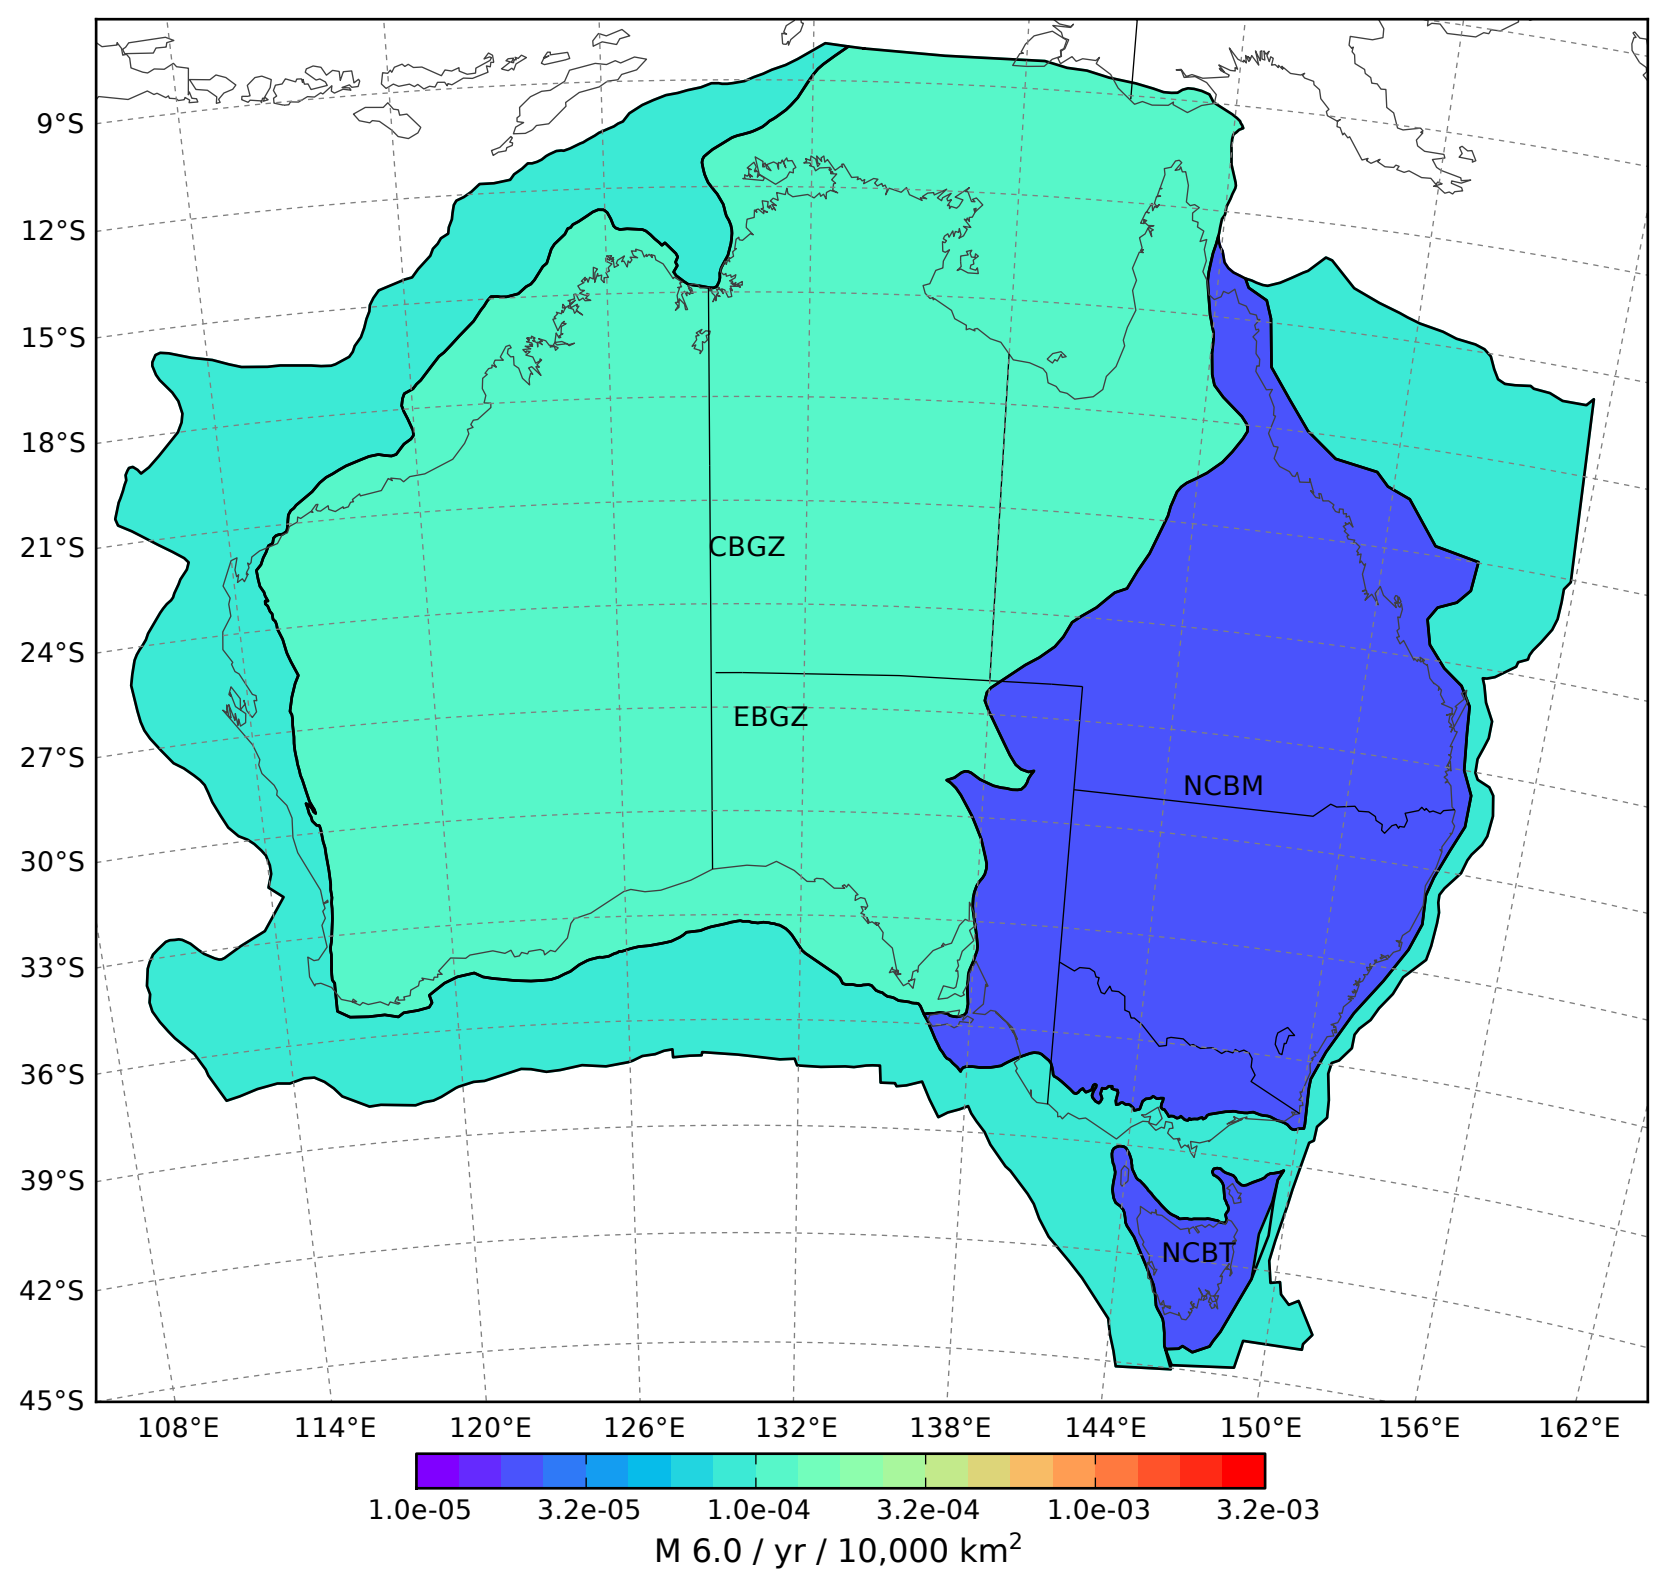 9°S
12°S
15°S
18°S
21°S
24°S
27°S
30°S
33°S
36°S
39°S
42°S
45°S
CBGZ
EBGZ
NCBM
NCBT
108°E 114°E 120°E 126°E 132°E 138°E 144°E 150°E 156°E 162°E
1.0e-05 3.2e-05 1.0e-04 3.2e-04 1.0e-03 3.2e-03
M 6.0 / yr / 10,000 km²